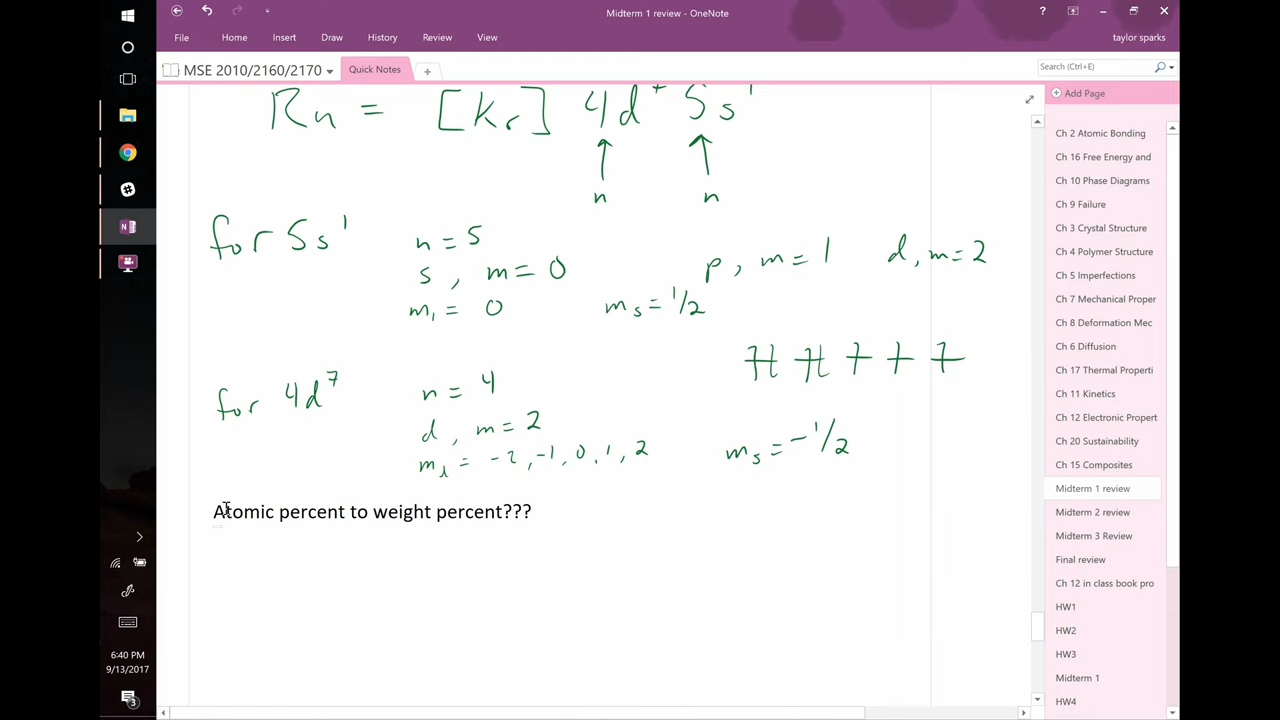 Midterm 1 review - OneNote
?
File Home Insert Draw History Review View
taylor sparks
MSE 2010/2160/2170
Quick Notes
Search (Ctrl+E)
Add Page
Rn = [Kr] 4d 5s¹
n n
for 5s¹
n = 5
s, m = 0
m₁ = 0
mₛ = 1/2
p, m = 1
d, m = 2
for 4d⁷
n = 4
d, m = 2
mₗ = -2, -1, 0, 1, 2
mₛ = -1/2
Atomic percent to weight percent???
Ch 2 Atomic Bonding
Ch 16 Free Energy and
Ch 10 Phase Diagrams
Ch 9 Failure
Ch 3 Crystal Structure
Ch 4 Polymer Structure
Ch 5 Imperfections
Ch 7 Mechanical Proper
Ch 8 Deformation Mec
Ch 6 Diffusion
Ch 17 Thermal Properti
Ch 11 Kinetics
Ch 12 Electronic Propert
Ch 20 Sustainability
Ch 15 Composites
Midterm 1 review
Midterm 2 review
Midterm 3 Review
Final review
Ch 12 in class book pro
HW1
HW2
HW3
Midterm 1
HW4
6:40 PM
9/13/2017
3